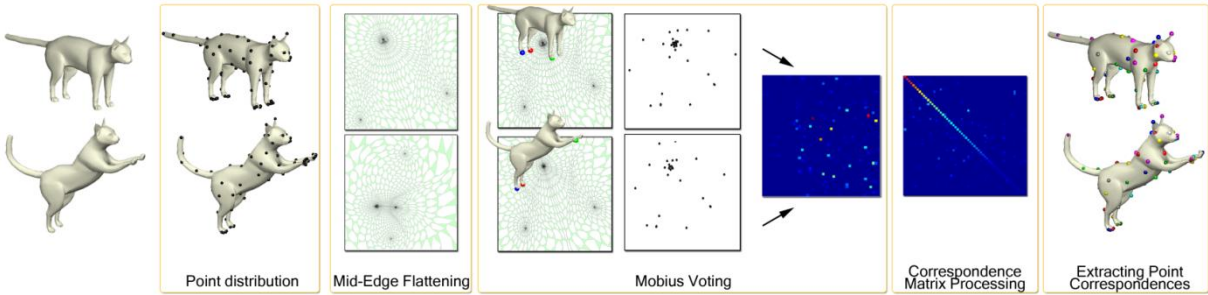 Point distribution
Mid-Edge Flattening
Mobius Voting
Correspondence
Matrix Processing
Extracting Point
Correspondences